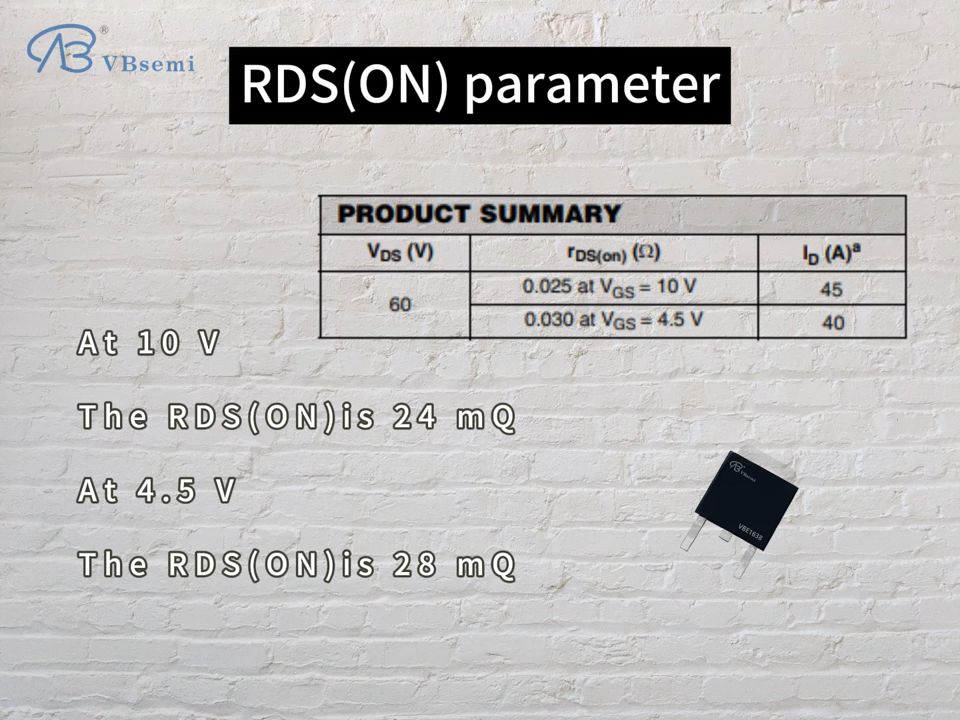 VBsemi®
RDS(ON) parameter
PRODUCT SUMMARY
VDS (V) rDS(on) (Ω) ID (A)a
60 0.025 at VGS = 10 V 45
0.030 at VGS = 4.5 V 40
At 10 V
The RDS(ON)is 24 mQ
At 4.5 V
The RDS(ON)is 28 mQ
VBsemi
VBE1638